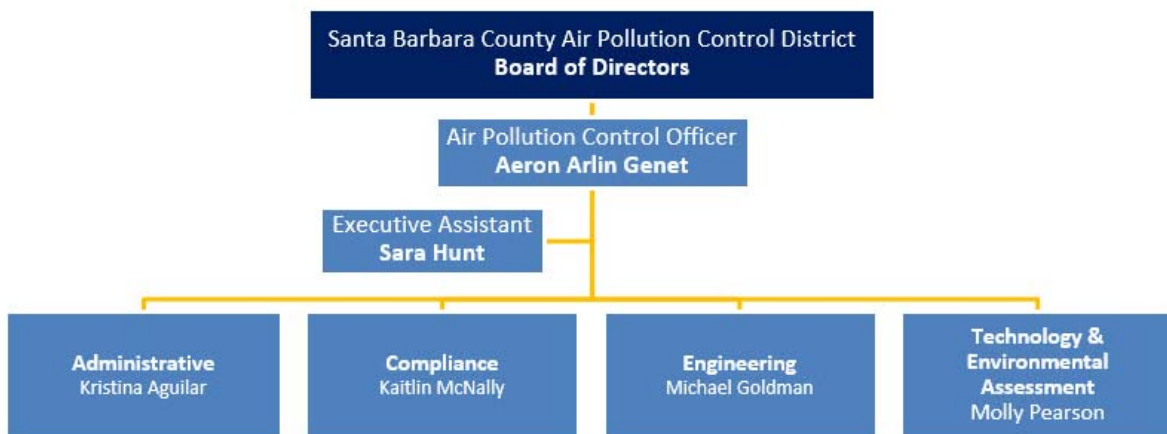 Santa Barbara County Air Pollution Control District
Board of Directors
Air Pollution Control Officer
Aeron Arlin Genet
Executive Assistant
Sara Hunt
Administrative
Kristina Aguilar
Compliance
Kaitlin McNally
Engineering
Michael Goldman
Technology &
Environmental
Assessment
Molly Pearson